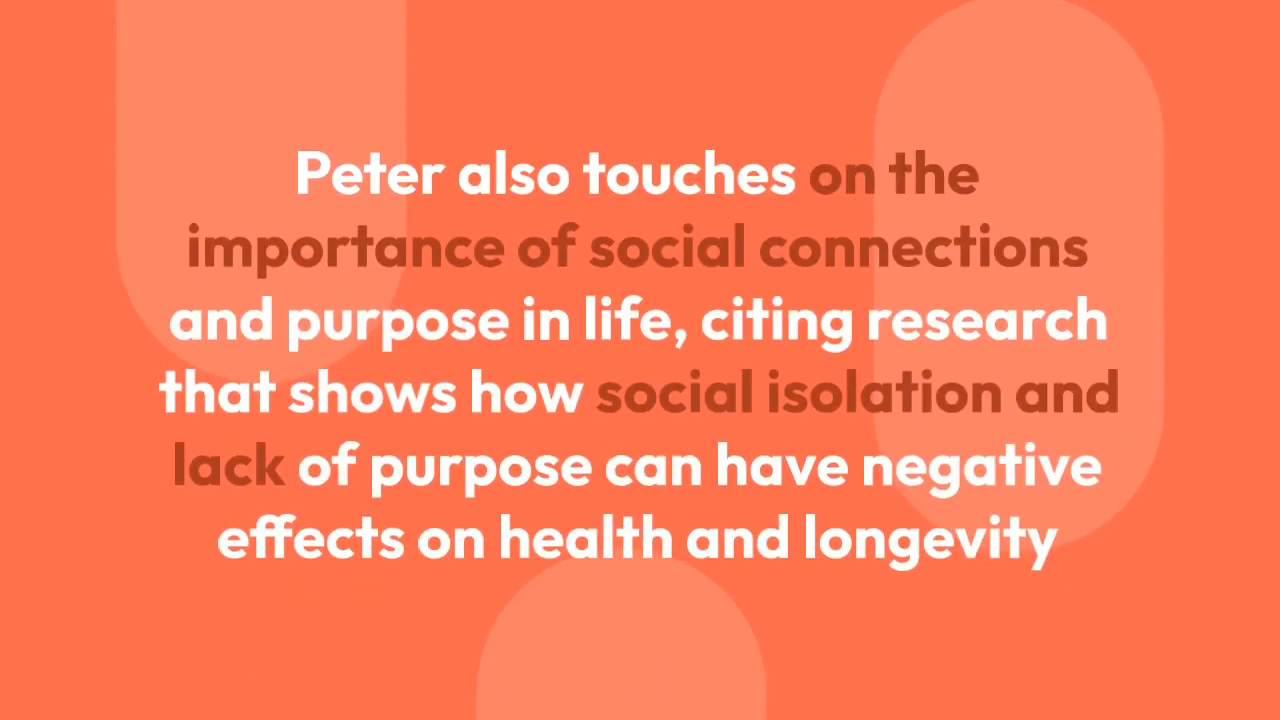 Peter also touches on the
importance of social connections
and purpose in life, citing research
that shows how social isolation and
lack of purpose can have negative
effects on health and longevity